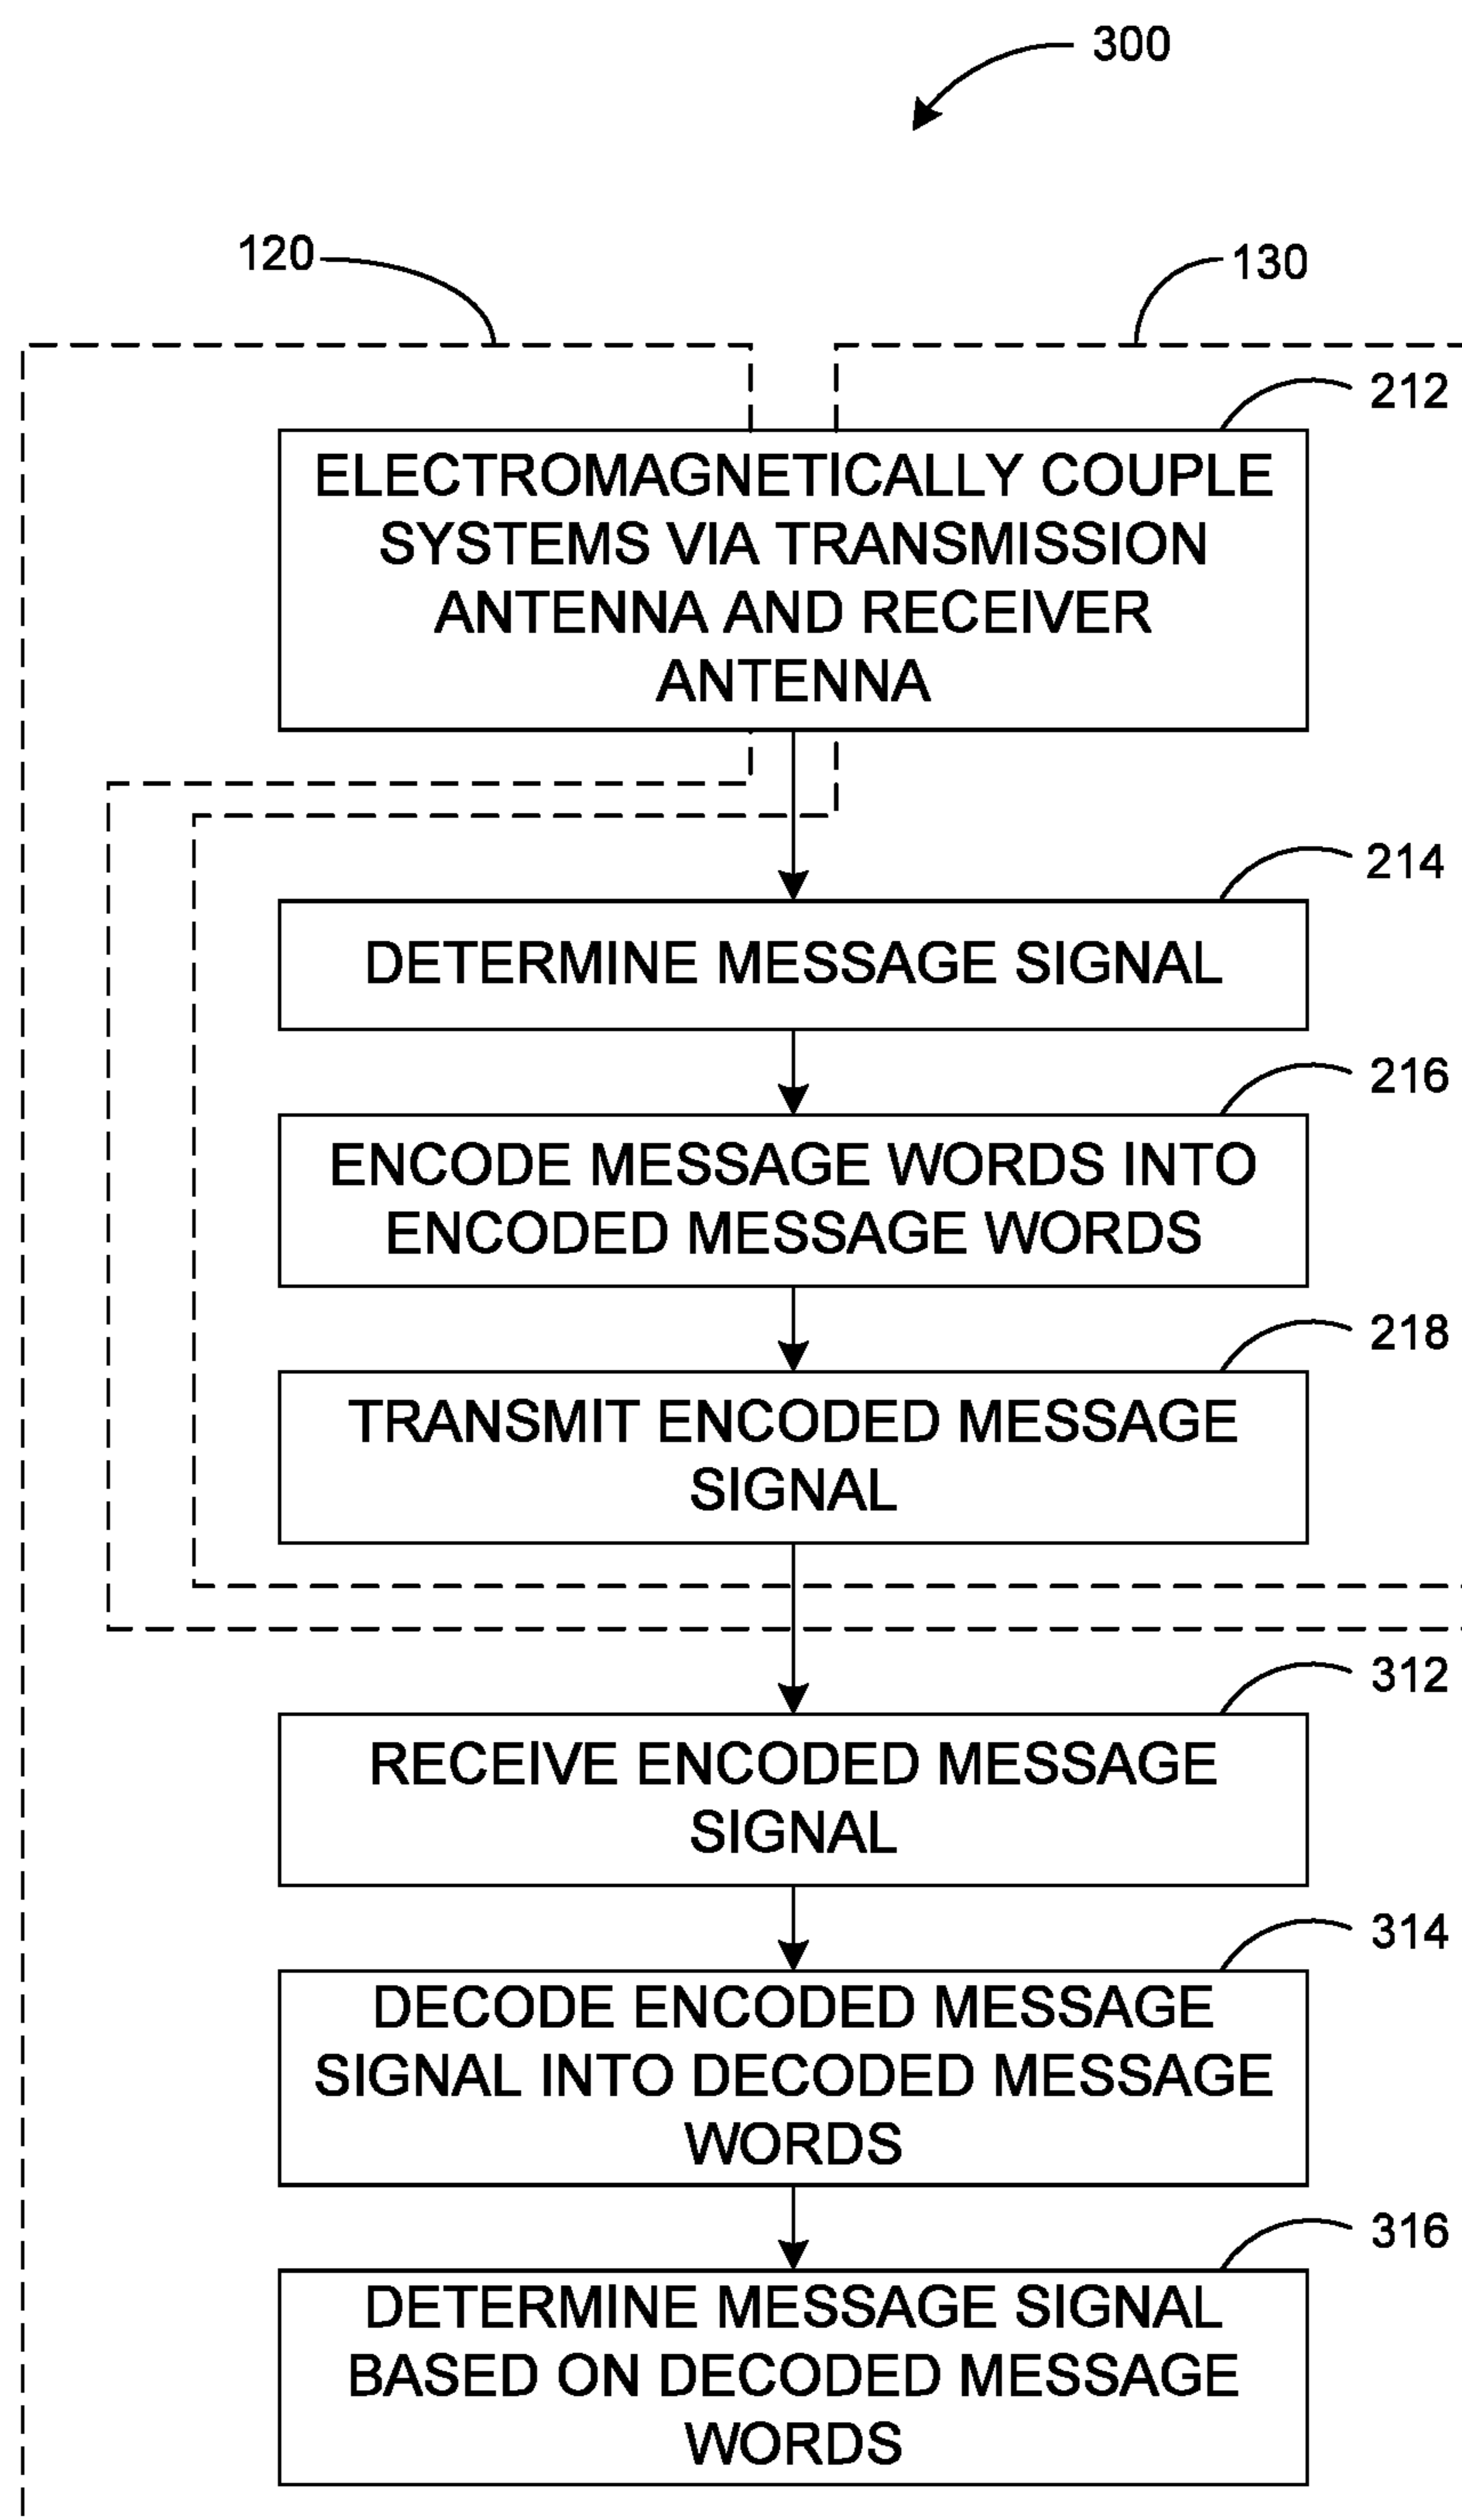 300
120
130
212
ELECTROMAGNETICALLY COUPLE
SYSTEMS VIA TRANSMISSION
ANTENNA AND RECEIVER
ANTENNA
214
DETERMINE MESSAGE SIGNAL
216
ENCODE MESSAGE WORDS INTO
ENCODED MESSAGE WORDS
218
TRANSMIT ENCODED MESSAGE
SIGNAL
312
RECEIVE ENCODED MESSAGE
SIGNAL
314
DECODE ENCODED MESSAGE
SIGNAL INTO DECODED MESSAGE
WORDS
316
DETERMINE MESSAGE SIGNAL
BASED ON DECODED MESSAGE
WORDS